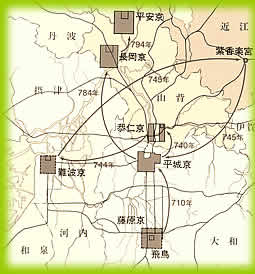 平安京
近江
丹波
794年
長岡京
紫香楽宮
745年
784年
摂津
山背
恭仁京
伊賀
740年
745年
難波京
744年
平城京
710年
藤原京
河内
飛鳥
大和
和泉